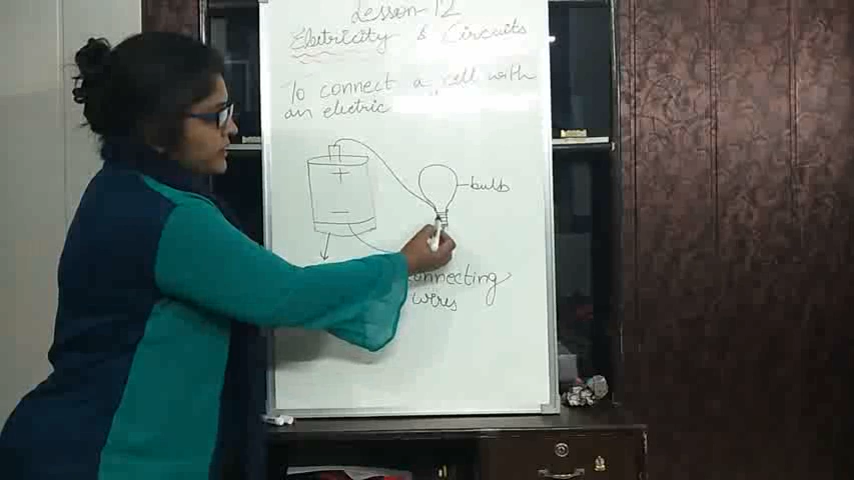 Lesson 12
Electricity & Circuits
To connect a cell with
an electric
+
bulb
-
connecting
wires